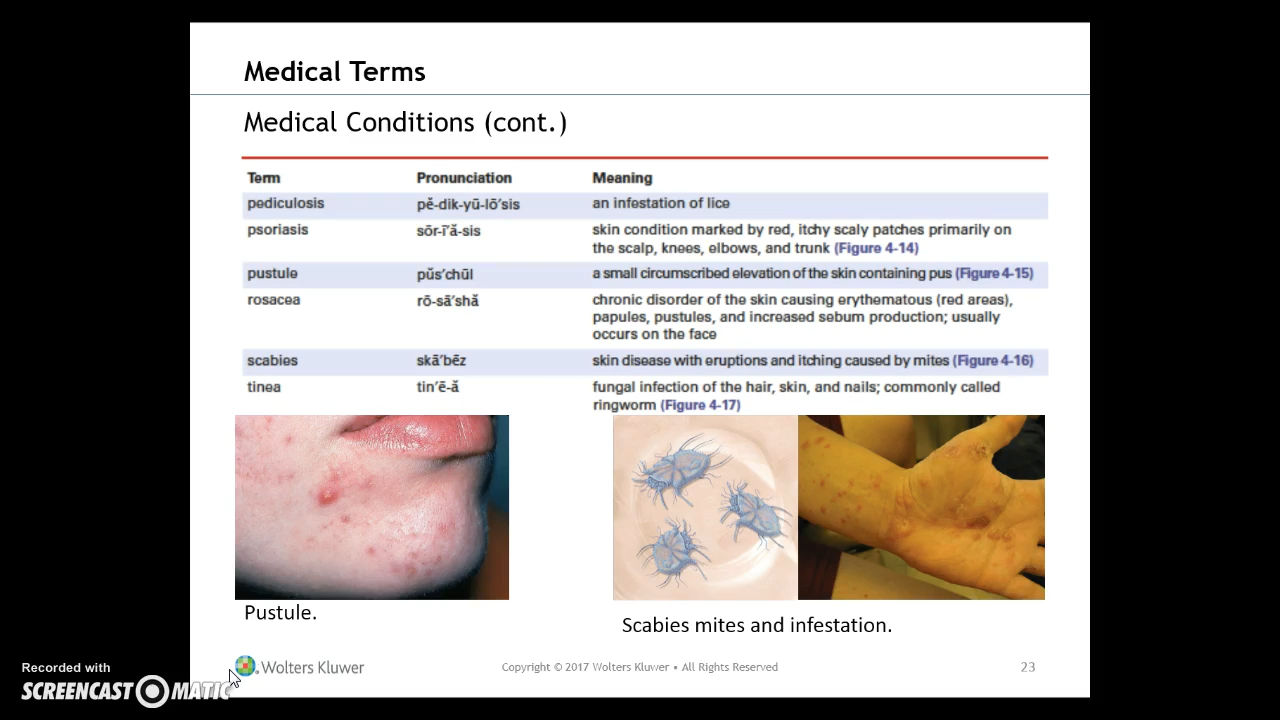 Medical Terms
Medical Conditions (cont.)
Term Pronunciation Meaning
pediculosis pĕ-dik-yū-lō'sis an infestation of lice
psoriasis sōr-ī'ă-sis skin condition marked by red, itchy scaly patches primarily on
the scalp, knees, elbows, and trunk (Figure 4-14)
pustule pŭs'chūl a small circumscribed elevation of the skin containing pus (Figure 4-15)
rosacea rō-sā'shă chronic disorder of the skin causing erythematous (red areas),
papules, pustules, and increased sebum production; usually
occurs on the face
scabies skā'bēz skin disease with eruptions and itching caused by mites (Figure 4-16)
tinea tin'ē-ă fungal infection of the hair, skin, and nails; commonly called
ringworm (Figure 4-17)
Pustule.
Scabies mites and infestation.
Recorded with
SCREENCAST MATIC
Wolters Kluwer
Copyright © 2017 Wolters Kluwer • All Rights Reserved
23